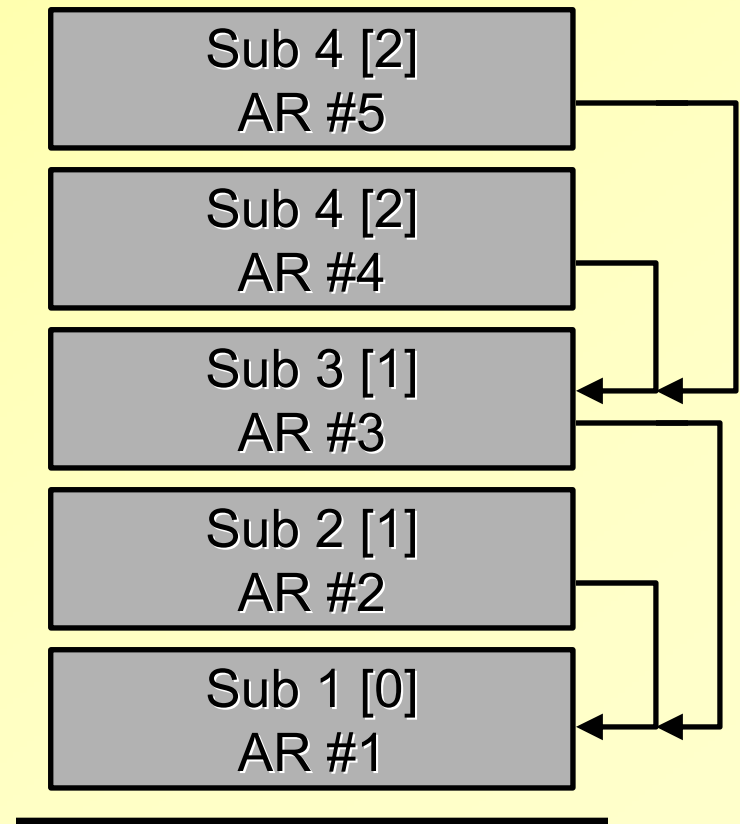 Sub 4 [2]
AR #5
Sub 4 [2]
AR #4
Sub 3 [1]
AR #3
Sub 2 [1]
AR #2
Sub 1 [0]
AR #1